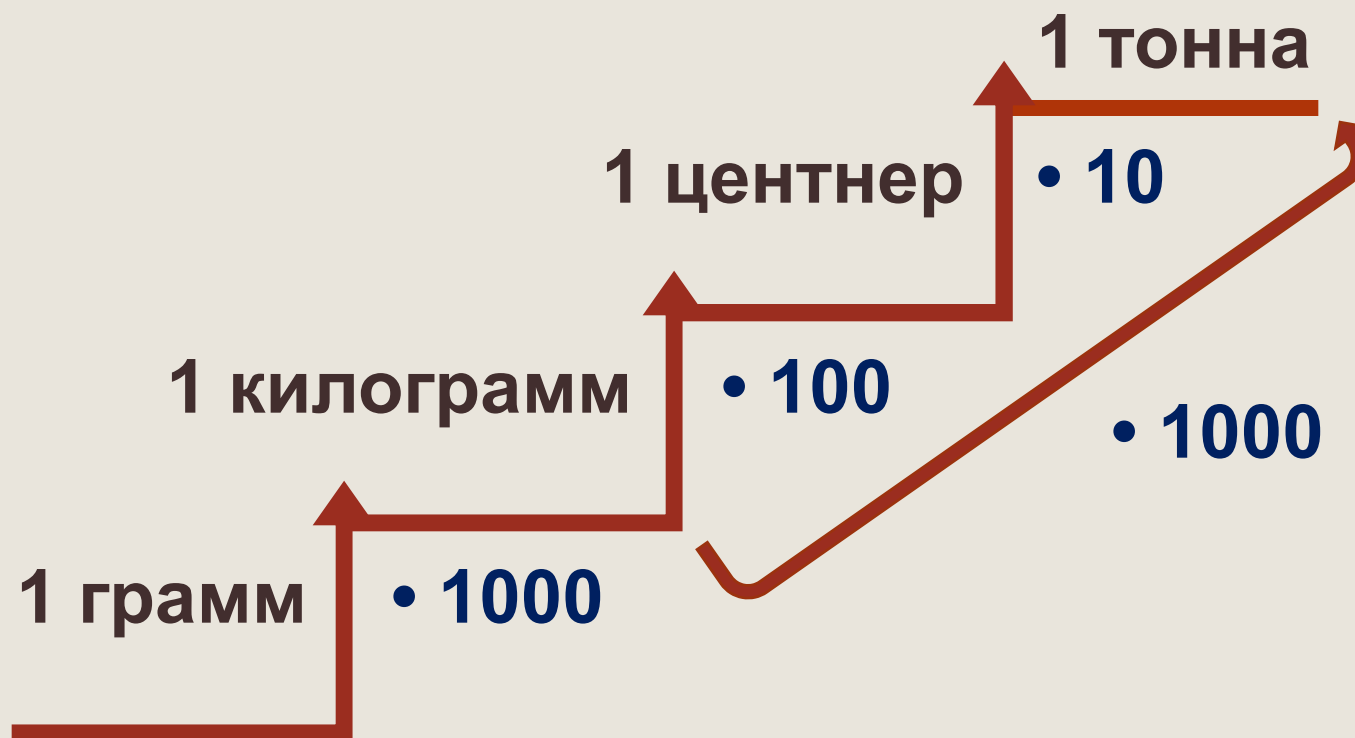 1 тонна
1 центнер
• 10
1 килограмм
• 100
• 1000
1 грамм
• 1000